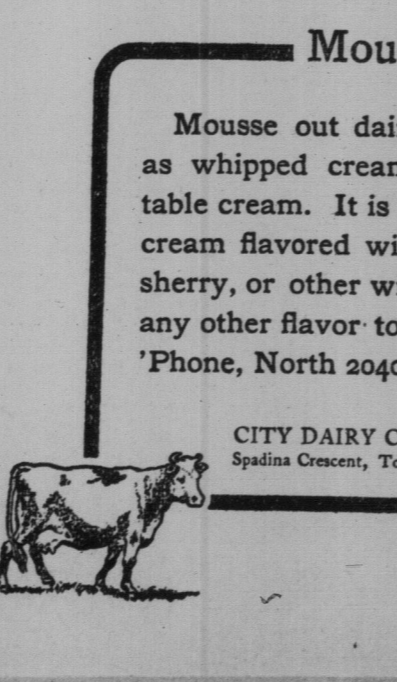 Mou
Mousse out dai
as whipped crear
table cream. It is
cream flavored wi
sherry, or other w
any other flavor to
'Phone, North 2040
CITY DAIRY C
Spadina Crescent, To